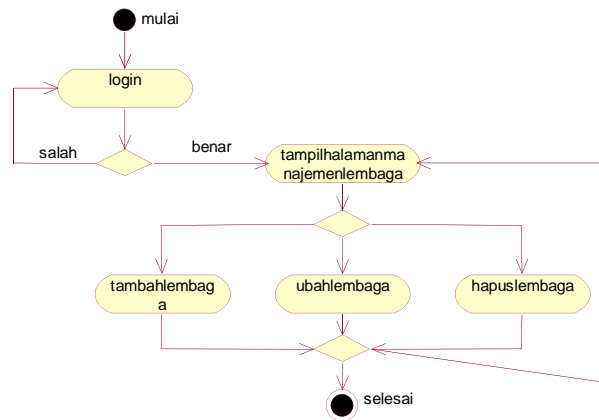 mulai
login
salah
benar
tampilhalamanma
najemenlembaga
tambahlembag
a
ubahlembaga
hapuslembaga
selesai